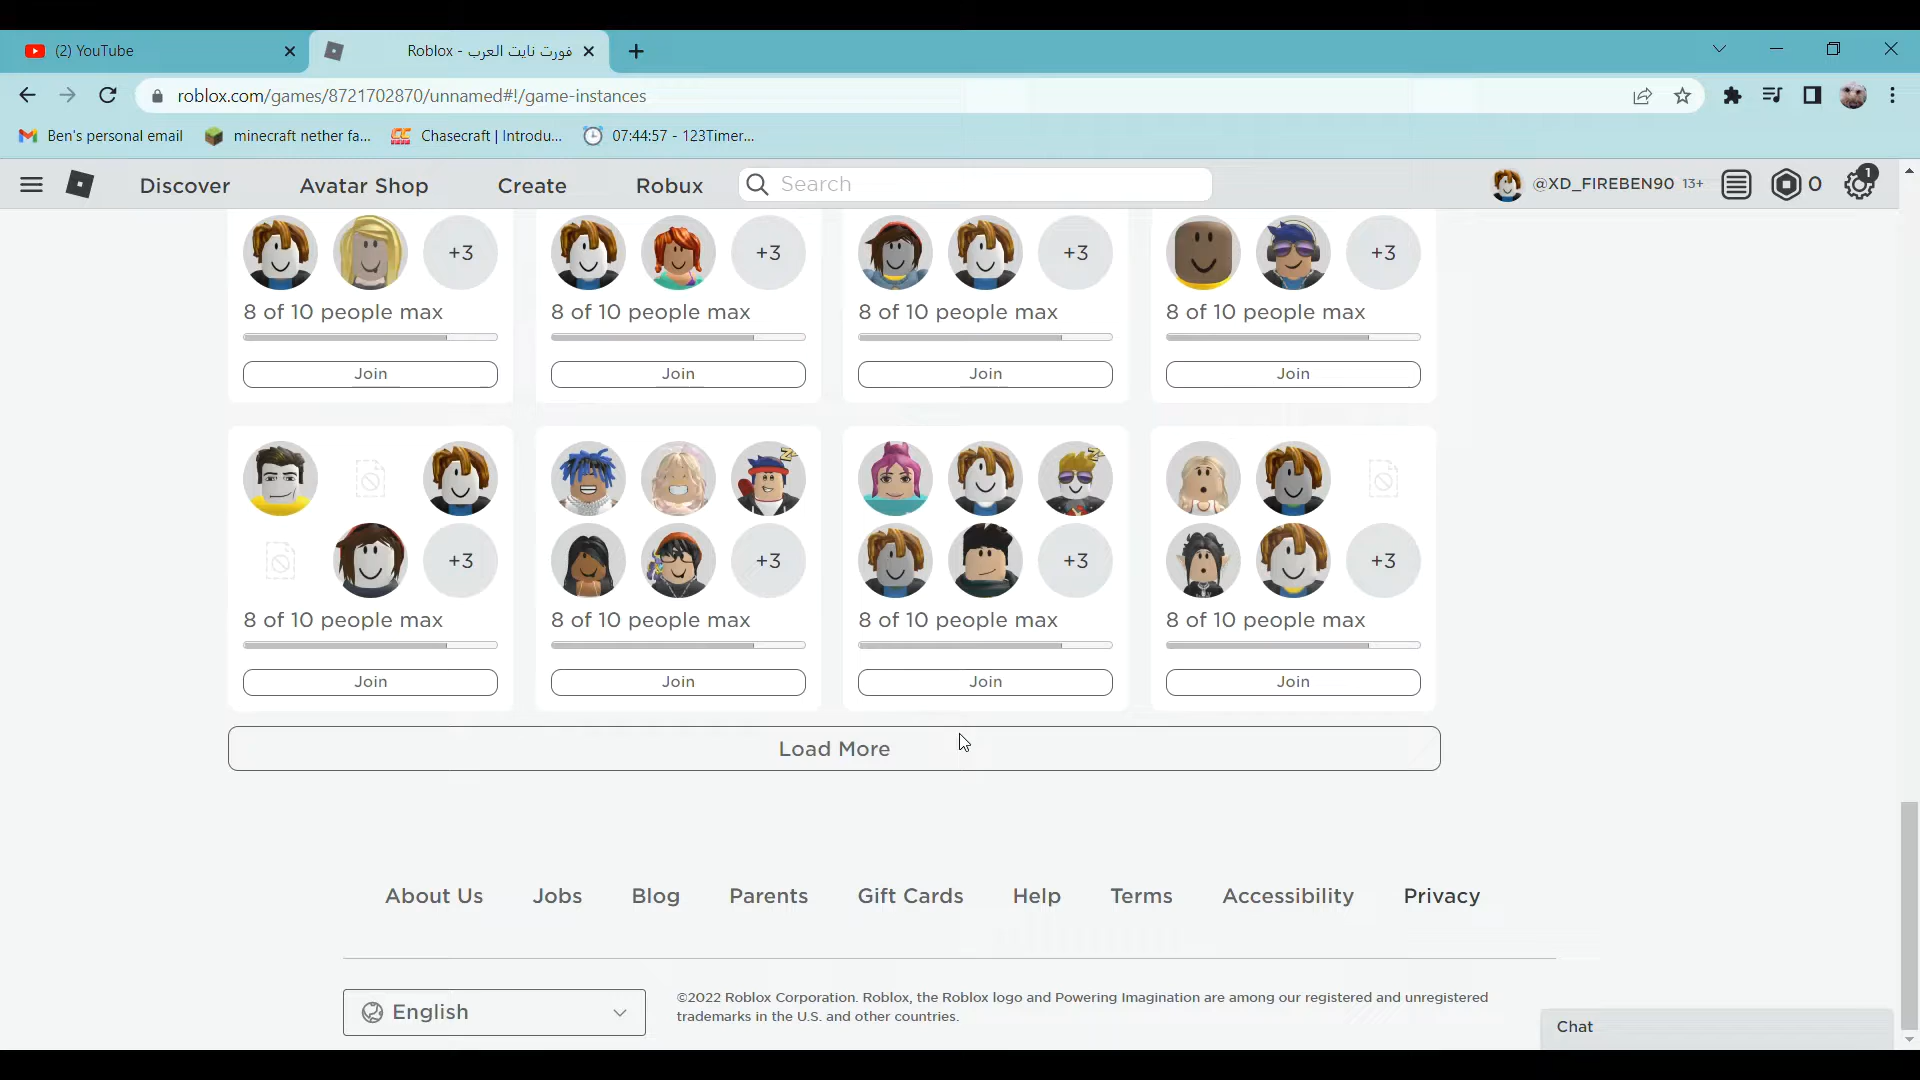 (2) YouTube
فورت نايت العرب - Roblox
roblox.com/games/8721702870/unnamed#!/game-instances
Ben's personal email
minecraft nether fa...
Chasecraft | Introdu...
07:44:57 - 123Timer...
Discover
Avatar Shop
Create
Robux
Search
@XD_FIREBEN90 13+
0
1
+3
+3
+3
+3
8 of 10 people max
8 of 10 people max
8 of 10 people max
8 of 10 people max
Join
Join
Join
Join
+3
+3
+3
+3
8 of 10 people max
8 of 10 people max
8 of 10 people max
8 of 10 people max
Join
Join
Join
Join
Load More
About Us
Jobs
Blog
Parents
Gift Cards
Help
Terms
Accessibility
Privacy
English
©2022 Roblox Corporation. Roblox, the Roblox logo and Powering Imagination are among our registered and unregistered
trademarks in the U.S. and other countries.
Chat